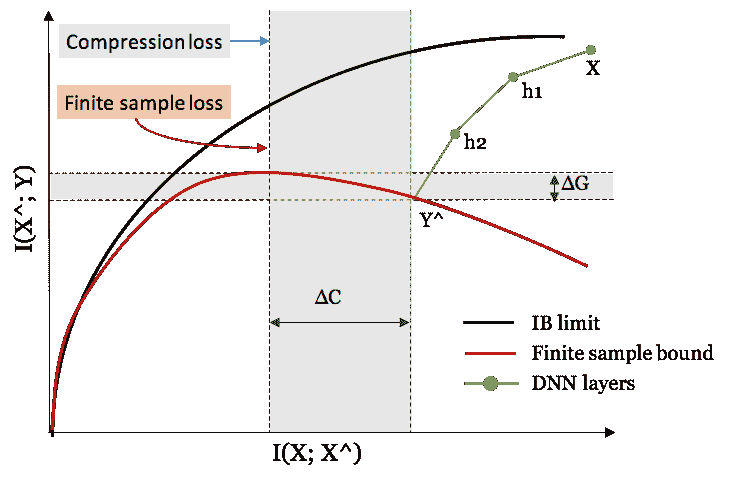 Compression loss
Finite sample loss
I(X^; Y)
X
h1
h2
ΔG
Y^
ΔC
IB limit
Finite sample bound
DNN layers
I(X; X^)